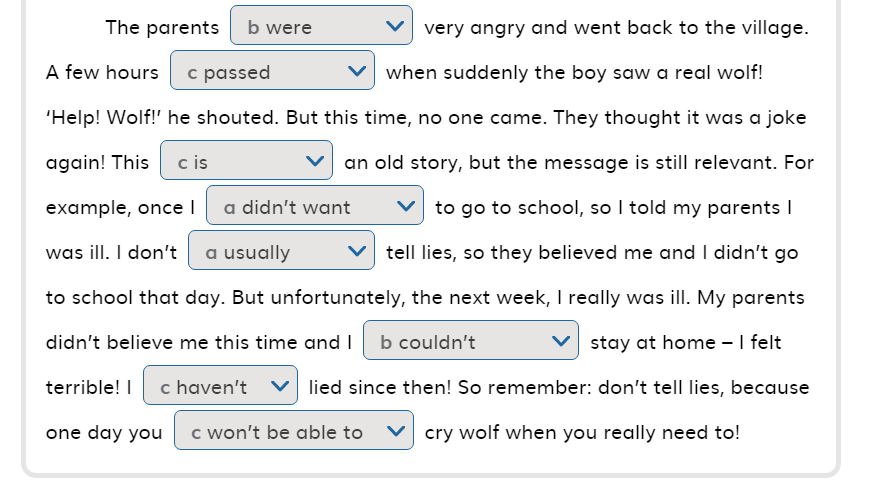 The parents b were very angry and went back to the village.
A few hours c passed when suddenly the boy saw a real wolf!
‘Help! Wolf!’ he shouted. But this time, no one came. They thought it was a joke
again! This c is an old story, but the message is still relevant. For
example, once I a didn’t want to go to school, so I told my parents I
was ill. I don’t a usually tell lies, so they believed me and I didn’t go
to school that day. But unfortunately, the next week, I really was ill. My parents
didn’t believe me this time and I b couldn’t stay at home – I felt
terrible! I c haven’t lied since then! So remember: don’t tell lies, because
one day you c won’t be able to cry wolf when you really need to!